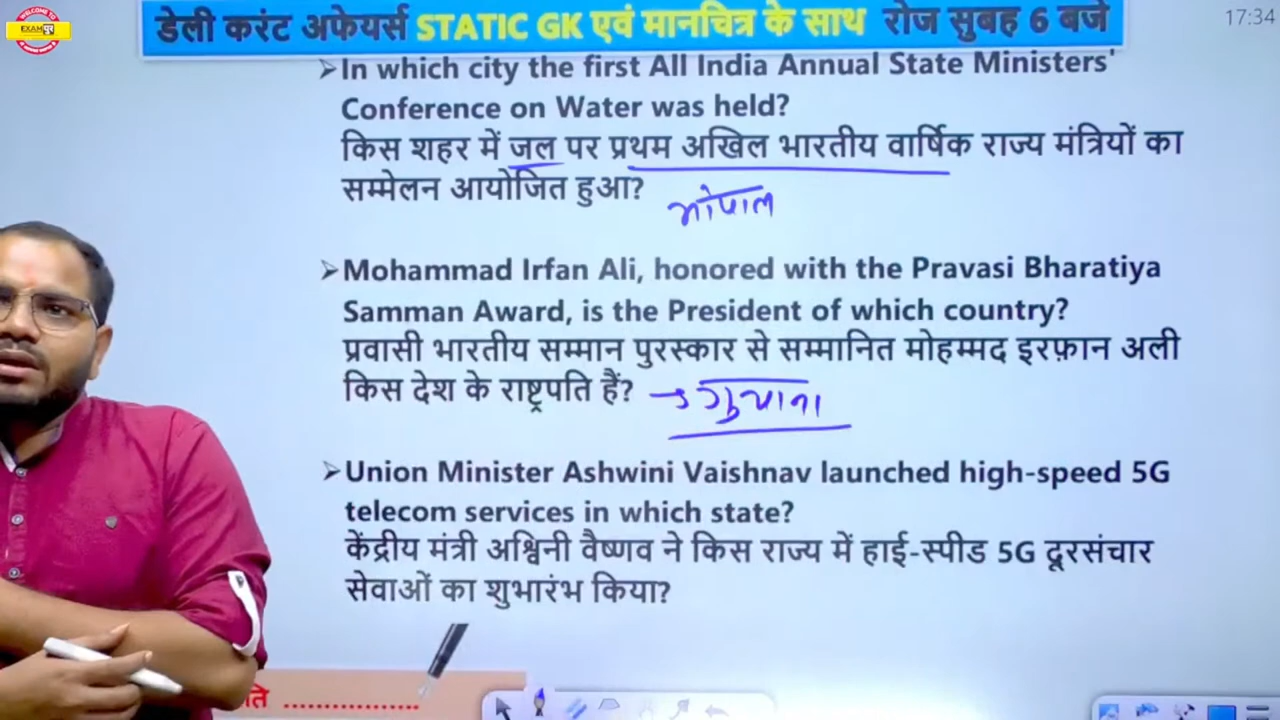 WELCOME TO
EXAM
डेली करंट अफेयर्स STATIC GK एवं मानचित्र के साथ रोज सुबह 6 बजे
17:34
➢In which city the first All India Annual State Ministers'
Conference on Water was held?
किस शहर में जल पर प्रथम अखिल भारतीय वार्षिक राज्य मंत्रियों का
सम्मेलन आयोजित हुआ?
भोपाल
➢Mohammad Irfan Ali, honored with the Pravasi Bharatiya
Samman Award, is the President of which country?
प्रवासी भारतीय सम्मान पुरस्कार से सम्मानित मोहम्मद इरफ़ान अली
किस देश के राष्ट्रपति हैं?
→ गुयाना
➢Union Minister Ashwini Vaishnav launched high-speed 5G
telecom services in which state?
केंद्रीय मंत्री अश्विनी वैष्णव ने किस राज्य में हाई-स्पीड 5G दूरसंचार
सेवाओं का शुभारंभ किया?
ति ..................